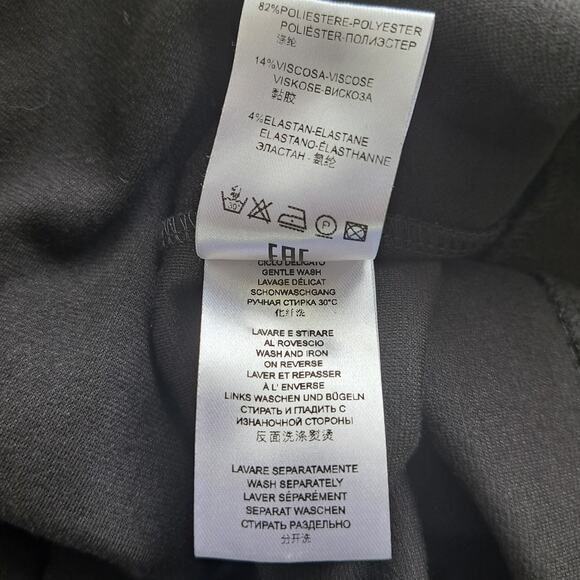 82%POLIESTERE-POLYESTER
POLIÉSTER-ПОЛИЭСТЕР
涤纶
14%VISCOSA-VISCOSE
VISKOSE-ВИСКОЗА
黏胶
4%ELASTAN-ELASTANE
ELASTANO-ÉLASTHANNE
ЭЛАСТАН-氨纶
30°
P
EAC
CICLO DELICATO
GENTLE WASH
LAVAGE DÉLICAT
SCHONWASCHGANG
РУЧНАЯ СТИРКА 30°C
化纤洗
LAVARE E STIRARE
AL ROVESCIO
WASH AND IRON
ON REVERSE
LAVER ET REPASSER
À L' ENVERSE
LINKS WASCHEN UND BÜGELN
СТИРАТЬ И ГЛАДИТЬ С
ИЗНАНОЧНОЙ СТОРОНЫ
反面洗涤熨烫
LAVARE SEPARATAMENTE
WASH SEPARATELY
LAVER SÉPARÉMENT
SEPARAT WASCHEN
СТИРАТЬ РАЗДЕЛЬНО
分开洗